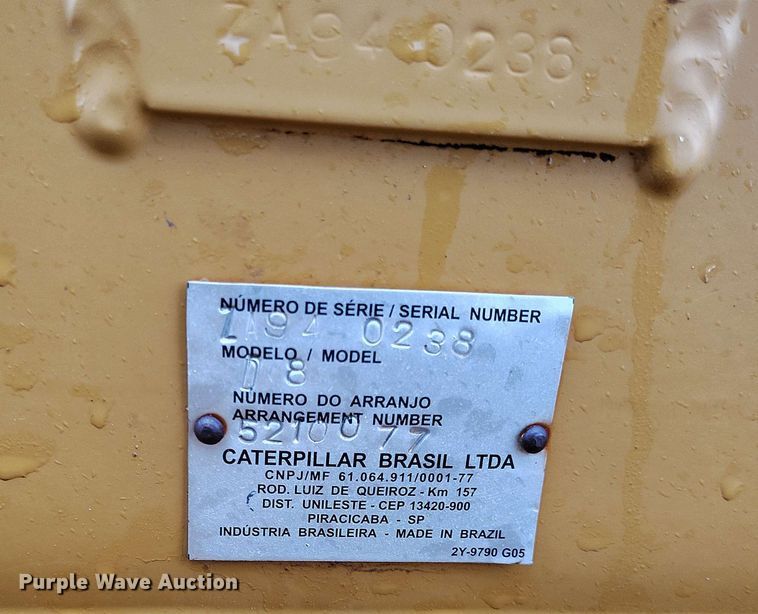 ZA94-0238
NÚMERO DE SÉRIE / SERIAL NUMBER
ZA94-0238
MODELO / MODEL
D8
NÚMERO DO ARRANJO
ARRANGEMENT NUMBER
5210077
CATERPILLAR BRASIL LTDA
CNPJ/MF 61.064.911/0001-77
ROD. LUIZ DE QUEIROZ - Km 157
DIST. UNILESTE - CEP 13420-900
PIRACICABA - SP
INDÚSTRIA BRASILEIRA - MADE IN BRAZIL
2Y-9790 G05
Purple Wave Auction